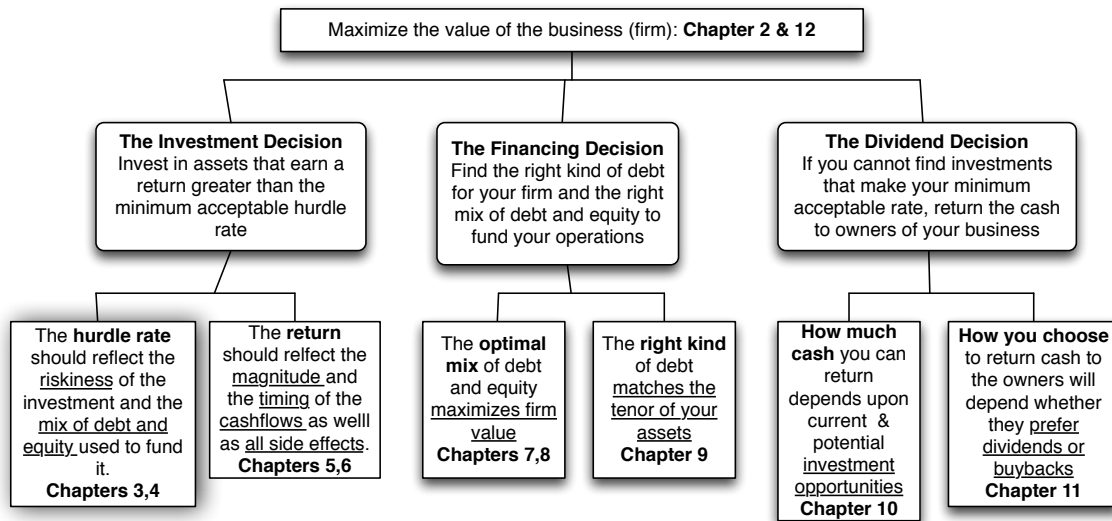 Maximize the value of the business (firm): Chapter 2 & 12
The Investment Decision
Invest in assets that earn a
return greater than the
minimum acceptable hurdle
rate
The Financing Decision
Find the right kind of debt
for your firm and the right
mix of debt and equity to
fund your operations
The Dividend Decision
If you cannot find investments
that make your minimum
acceptable rate, return the cash
to owners of your business
The hurdle rate
should reflect the
riskiness of the
investment and the
mix of debt and
equity used to fund
it.
Chapters 3,4
The return
should relfect the
magnitude and
the timing of the
cashflows as welll
as all side effects.
Chapters 5,6
The optimal
mix of debt
and equity
maximizes firm
value
Chapters 7,8
The right kind
of debt
matches the
tenor of your
assets
Chapter 9
How much
cash you can
return
depends upon
current &
potential
investment
opportunities
Chapter 10
How you choose
to return cash to
the owners will
depend whether
they prefer
dividends or
buybacks
Chapter 11